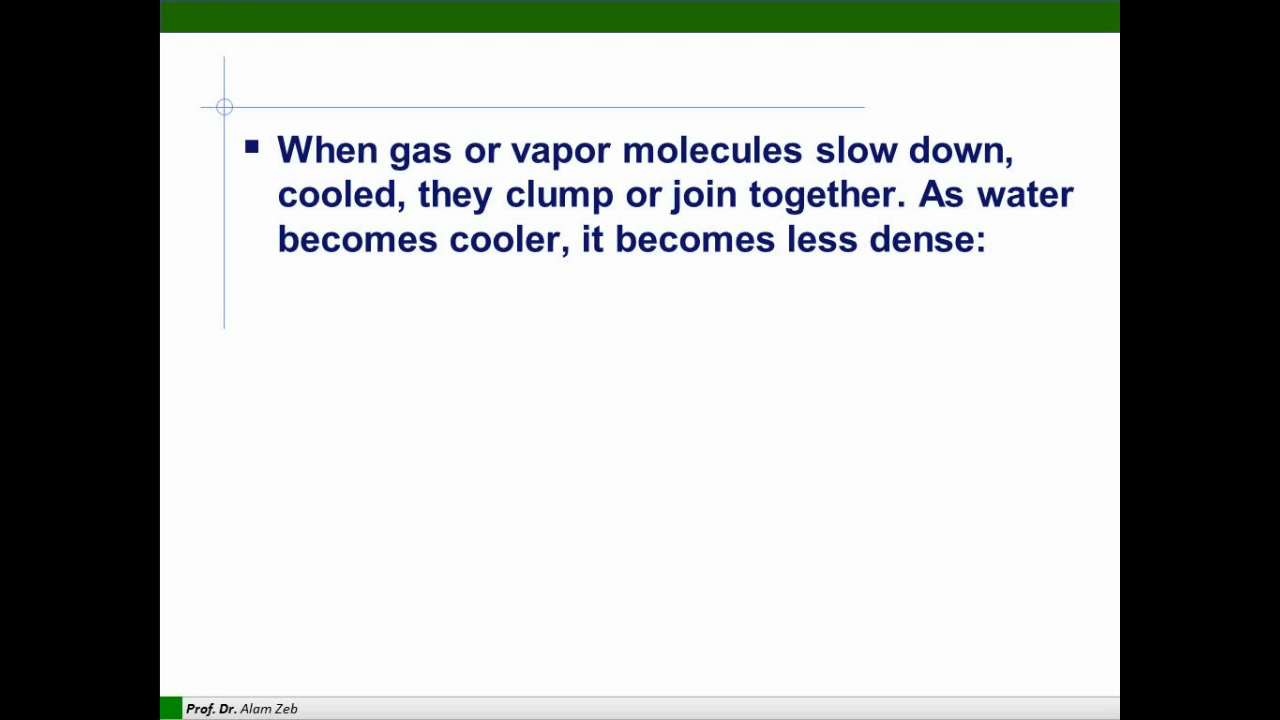 When gas or vapor molecules slow down,
cooled, they clump or join together. As water
becomes cooler, it becomes less dense:
Prof. Dr. Alam Zeb